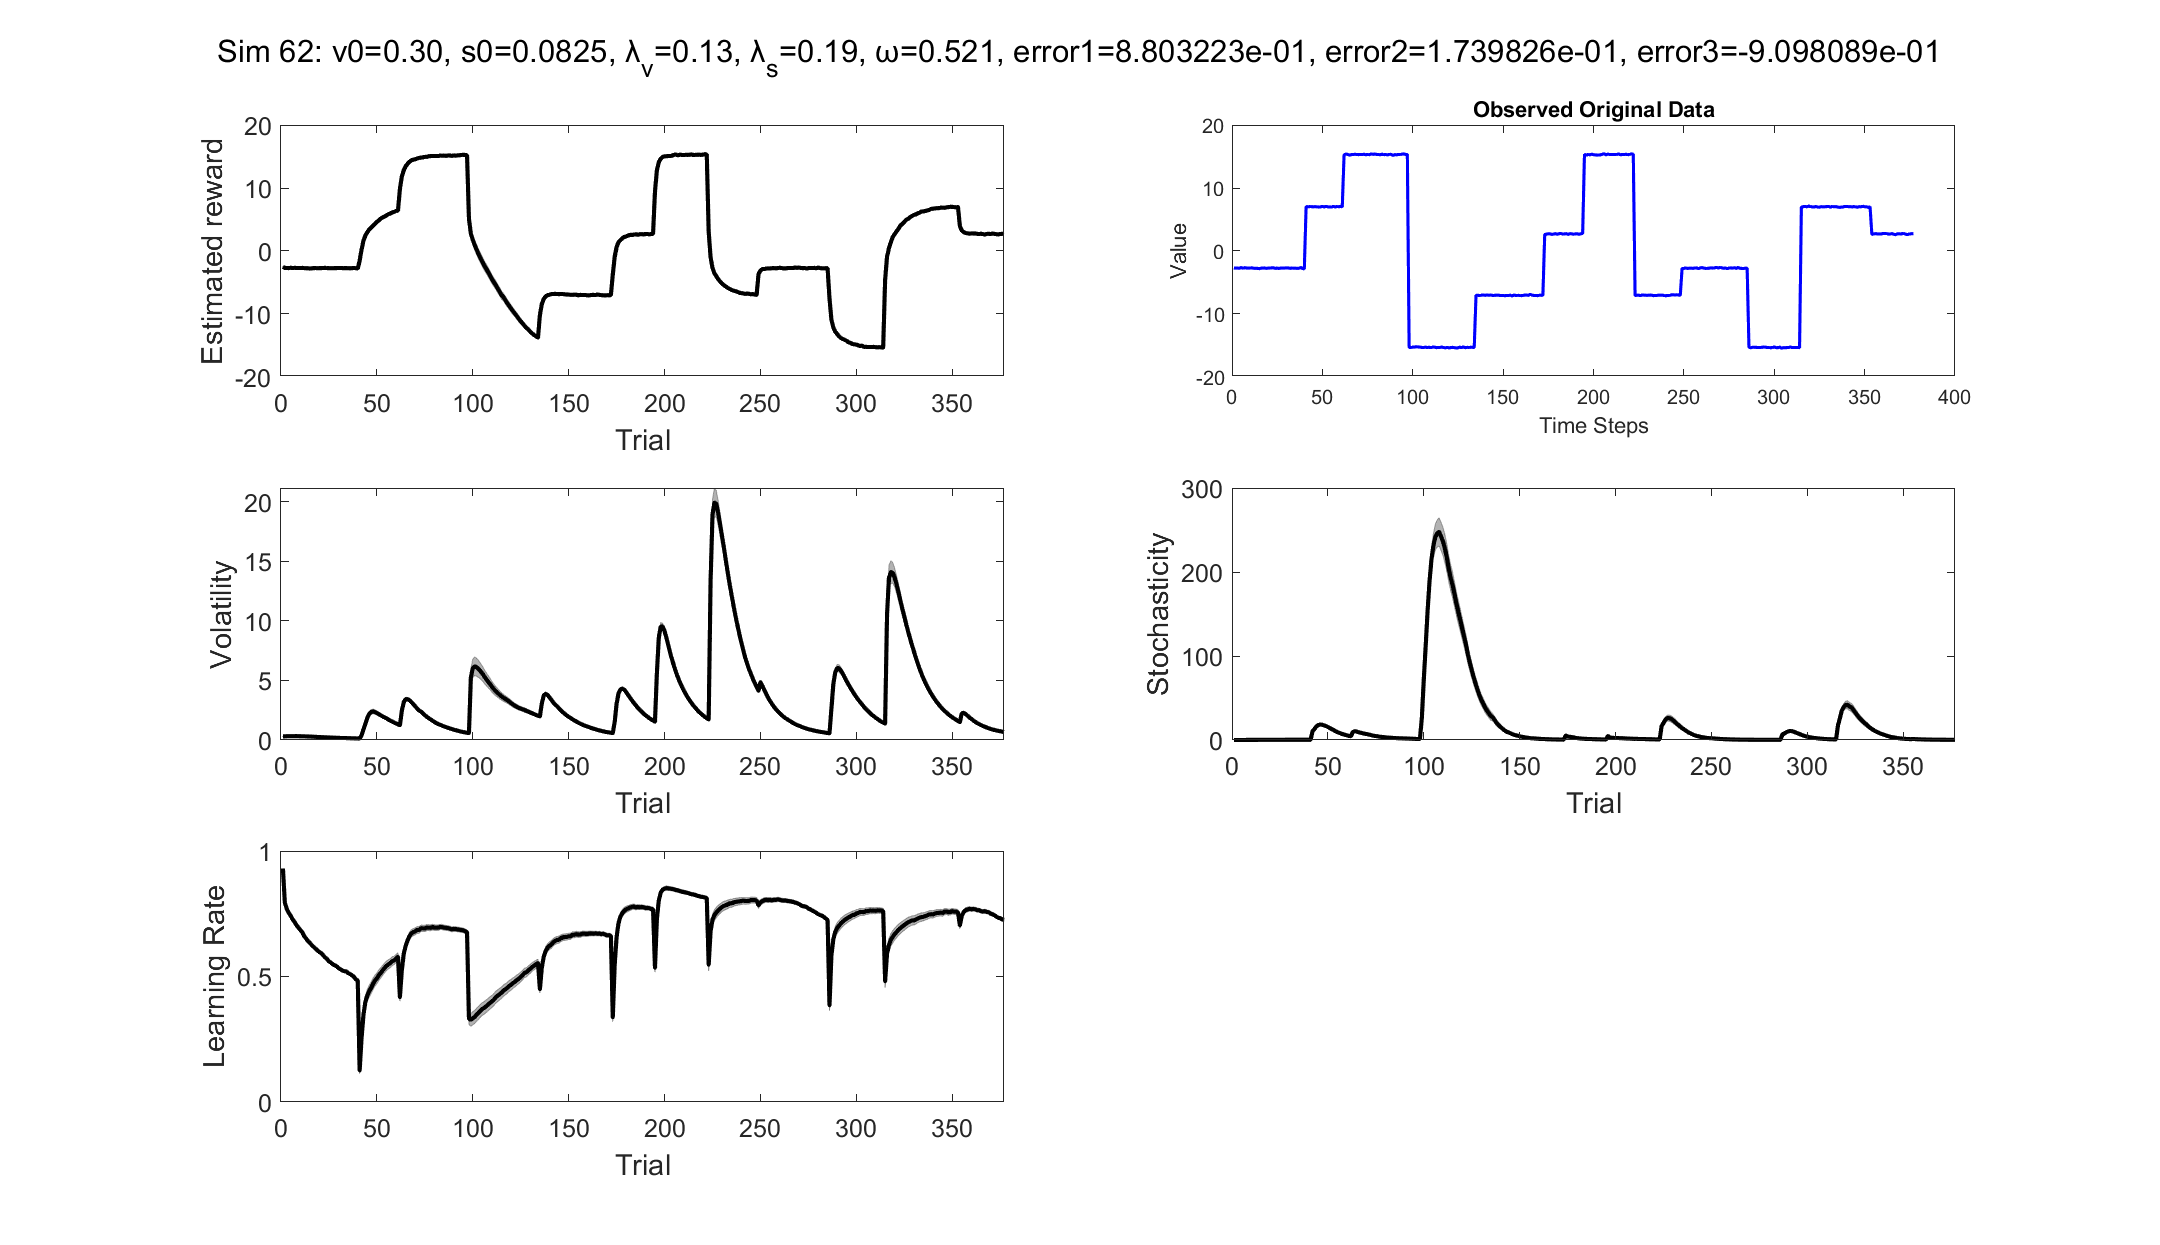 Sim 62: v0=0.30, s0=0.0825, λv=0.13, λs=0.19, ω=0.521, error1=8.803223e-01, error2=1.739826e-01, error3=-9.098089e-01
Estimated reward
20
10
0
-10
-20
0 50 100 150 200 250 300 350
Trial
Observed Original Data
Value
20
10
0
-10
-20
0 50 100 150 200 250 300 350 400
Time Steps
Volatility
20
15
10
5
0
0 50 100 150 200 250 300 350
Trial
Stochasticity
300
200
100
0
0 50 100 150 200 250 300 350
Trial
Learning Rate
1
0.5
0
0 50 100 150 200 250 300 350
Trial